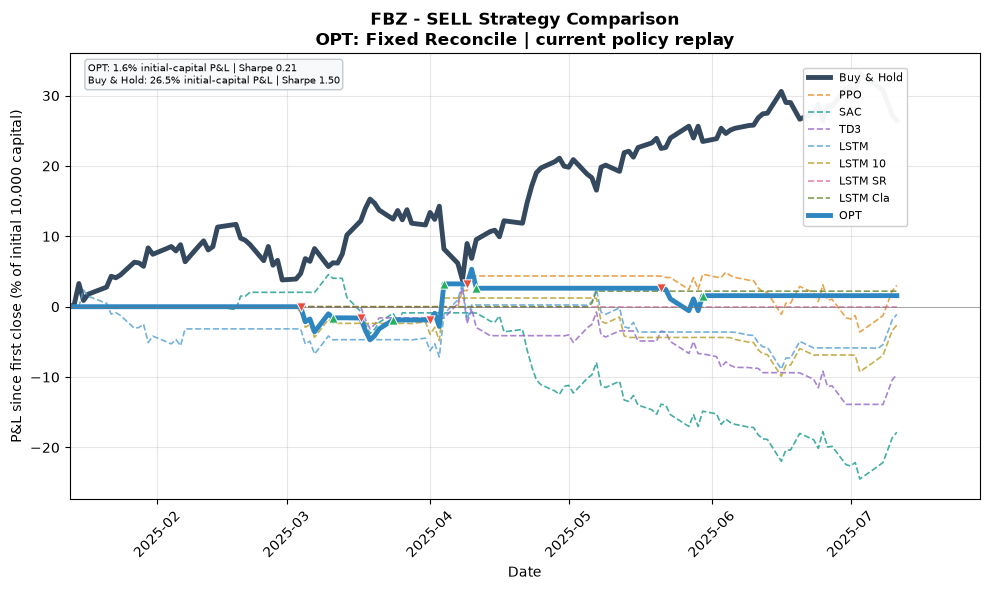 FBZ - SELL Strategy Comparison
OPT: Fixed Reconcile | current policy replay
OPT: 1.6% initial-capital P&L | Sharpe 0.21
Buy & Hold: 26.5% initial-capital P&L | Sharpe 1.50
Buy & Hold
PPO
SAC
TD3
LSTM
LSTM 10
LSTM SR
LSTM Cla
OPT
P&L since first close (% of initial 10,000 capital)
30
20
10
0
−10
−20
2025-02
2025-03
2025-04
2025-05
2025-06
2025-07
Date